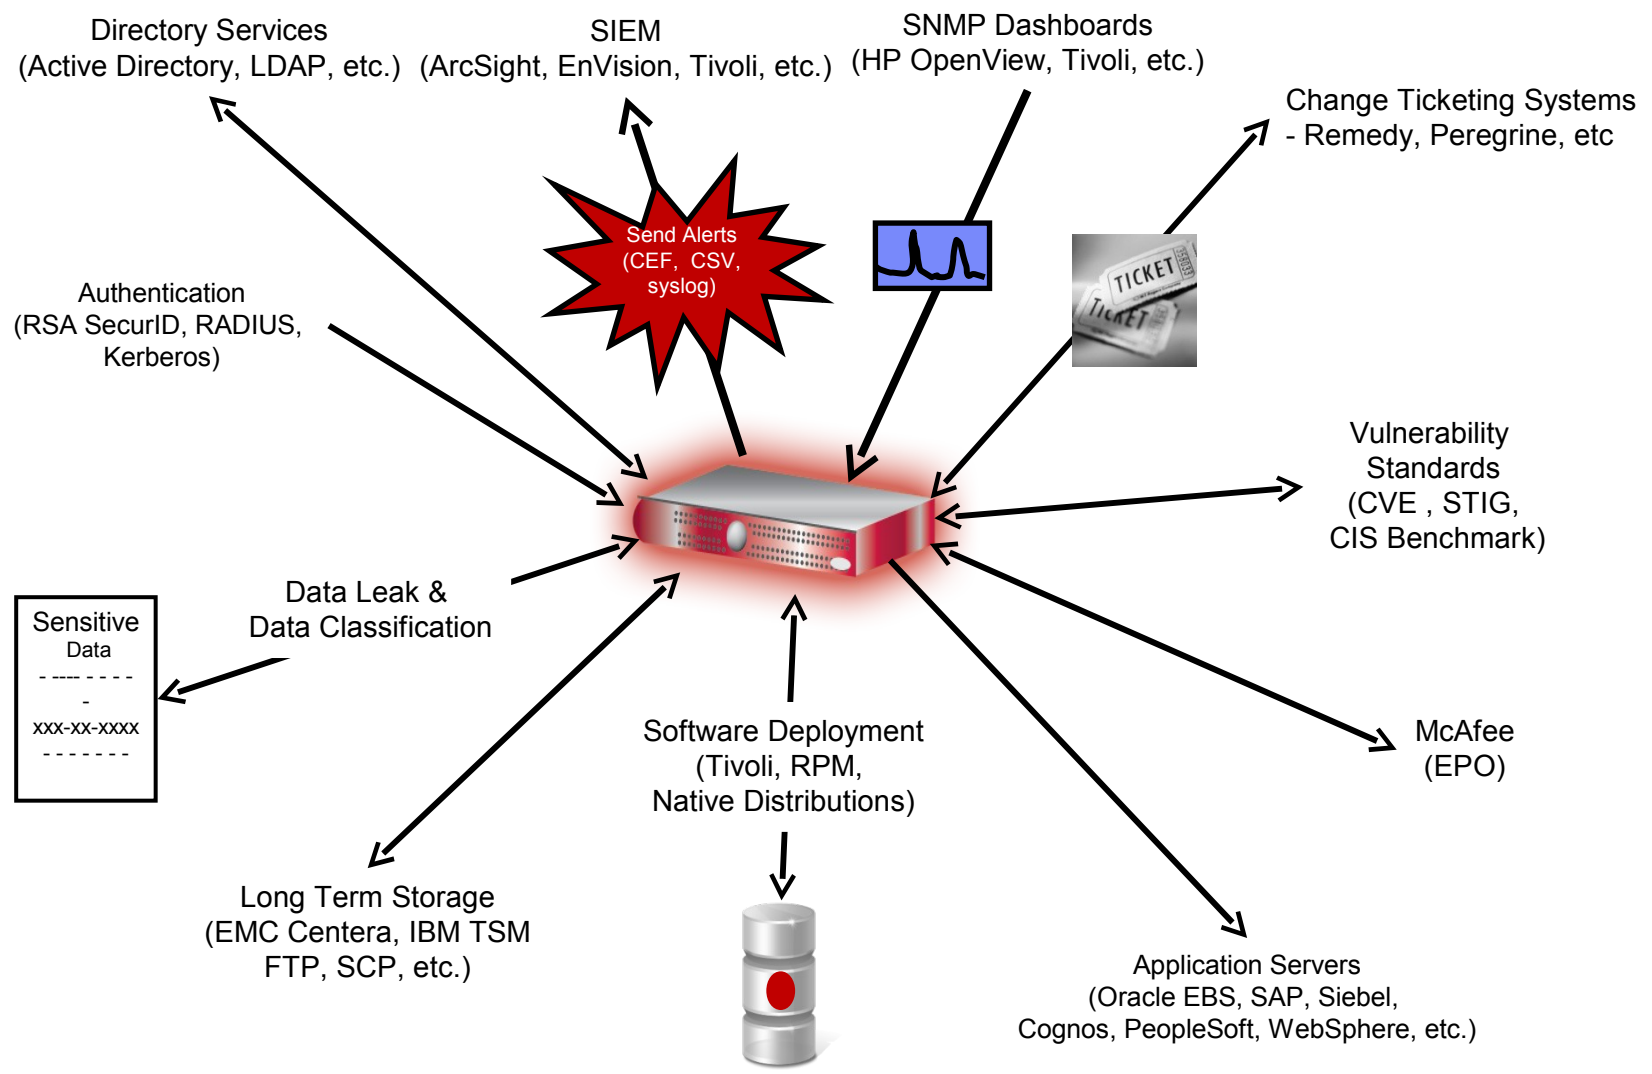 Directory Services
(Active Directory, LDAP, etc.)
SIEM
(ArcSight, EnVision, Tivoli, etc.)
SNMP Dashboards
(HP OpenView, Tivoli, etc.)
Change Ticketing Systems
- Remedy, Peregrine, etc
Send Alerts
(CEF, CSV,
syslog)
TICKET
TICKET
Authentication
(RSA SecurID, RADIUS,
Kerberos)
Vulnerability
Standards
(CVE , STIG,
CIS Benchmark)
Data Leak &
Data Classification
Sensitive
Data
- ---- - - - -
-
xxx-xx-xxxx
- - - - - - -
Software Deployment
(Tivoli, RPM,
Native Distributions)
McAfee
(EPO)
Long Term Storage
(EMC Centera, IBM TSM
FTP, SCP, etc.)
Application Servers
(Oracle EBS, SAP, Siebel,
Cognos, PeopleSoft, WebSphere, etc.)